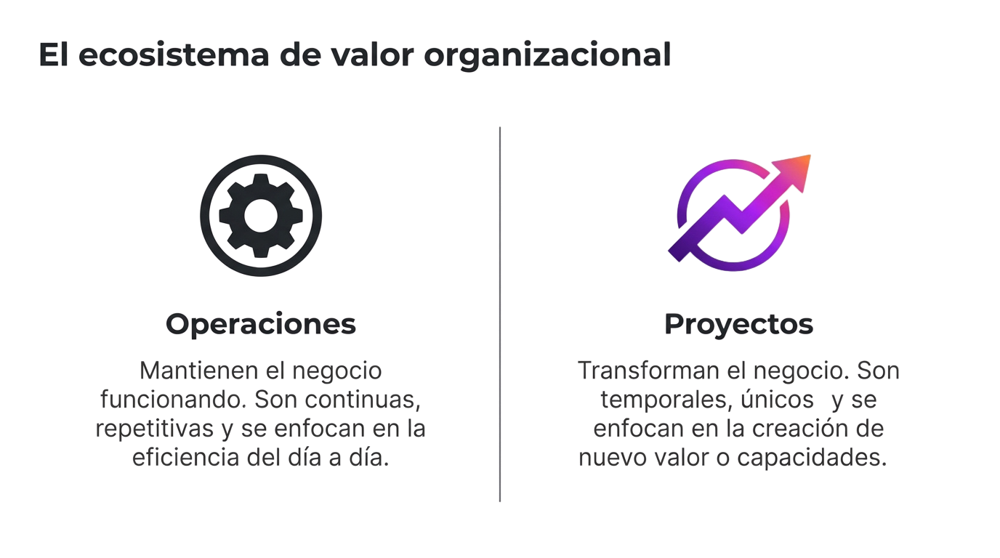 El ecosistema de valor organizacional
Operaciones
Mantienen el negocio
funcionando. Son continuas,
repetitivas y se enfocan en la
eficiencia del día a día.
Proyectos
Transforman el negocio. Son
temporales, únicos y se
enfocan en la creación de
nuevo valor o capacidades.